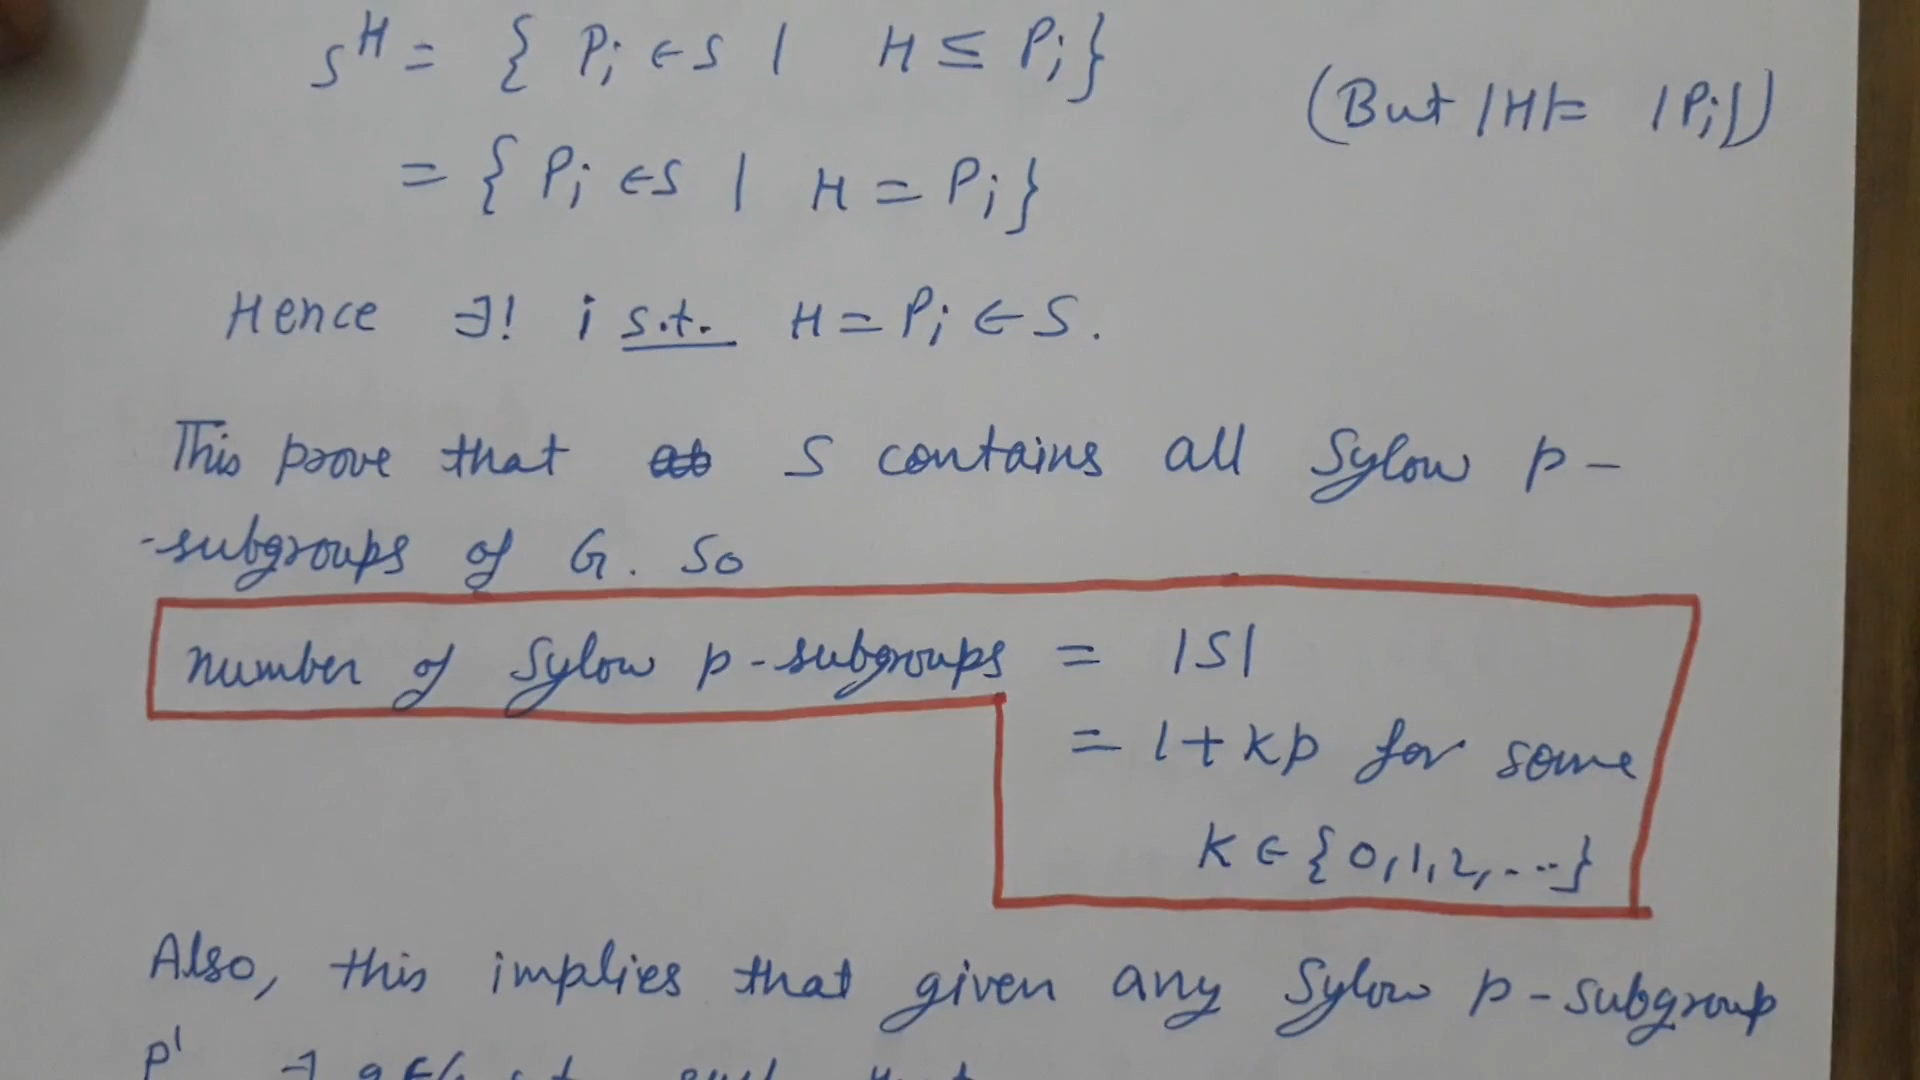 S^H = { P_i ∈ S | H ≤ P_i}
(But |H|= |P_i|)
= { P_i ∈ S | H = P_i}
Hence ∃! i s.t. H = P_i ∈ S.
This prove that S contains all Sylow p-
-subgroups of G. So
number of Sylow p-subgroups = |S|
= 1+kp for some
k ∈ {0,1,2,...}
Also, this implies that given any Sylow p-subgroup
P' ∃